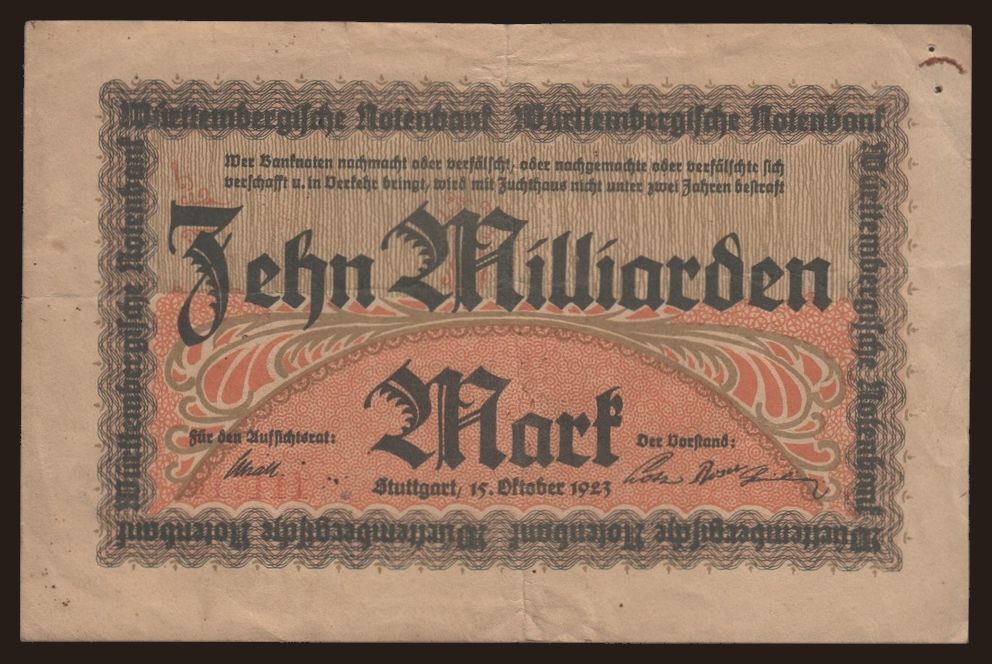 Württembergische Notenbank Württembergische Notenbank
Wer Banknoten nachmacht oder verfälscht, oder nachgemachte oder verfälschte sich
verschafft u. in Verkehr bringt, wird mit Zuchthaus nicht unter zwei Jahren bestraft
Zehn Milliarden
Mark
Für den Aufsichtsrat:
Der Vorstand:
Stuttgart, 15. Oktober 1923
Württembergische Notenbank
Württembergische Notenbank
Württembergische Notenbank Württembergische Notenbank